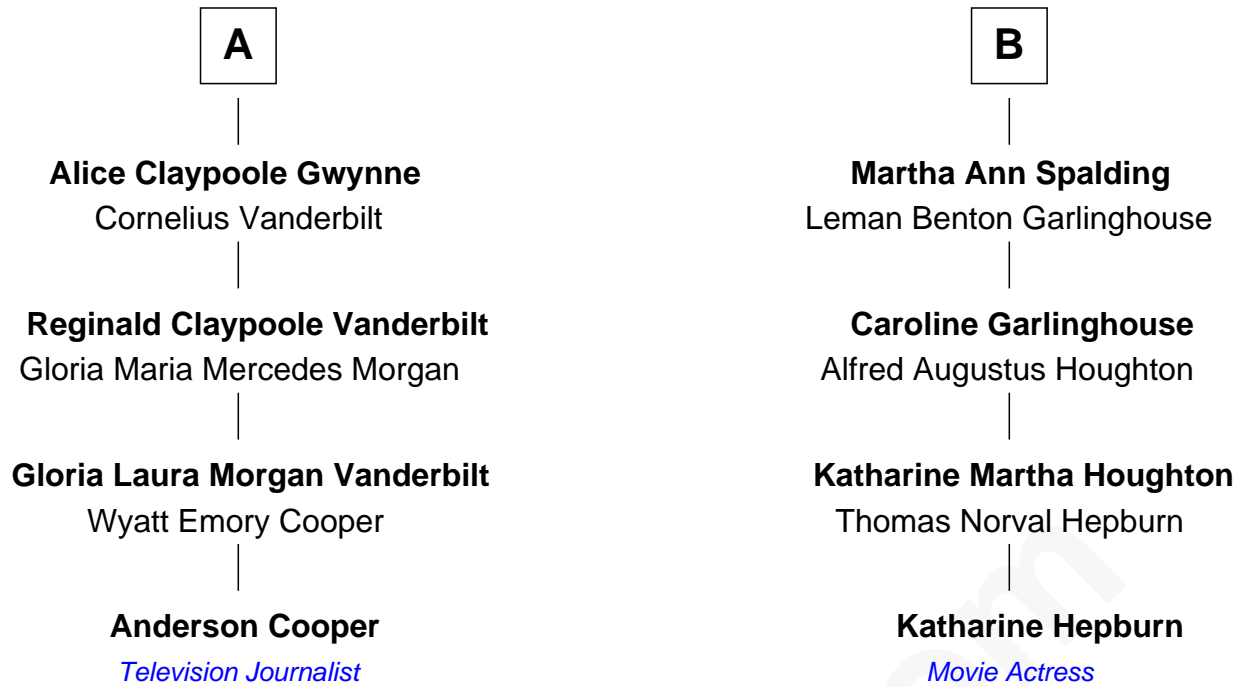 A
Alice Claypoole Gwynne
Cornelius Vanderbilt
Reginald Claypoole Vanderbilt
Gloria Maria Mercedes Morgan
Gloria Laura Morgan Vanderbilt
Wyatt Emory Cooper
Anderson Cooper
Television Journalist
B
Martha Ann Spalding
Leman Benton Garlinghouse
Caroline Garlinghouse
Alfred Augustus Houghton
Katharine Martha Houghton
Thomas Norval Hepburn
Katharine Hepburn
Movie Actress
om